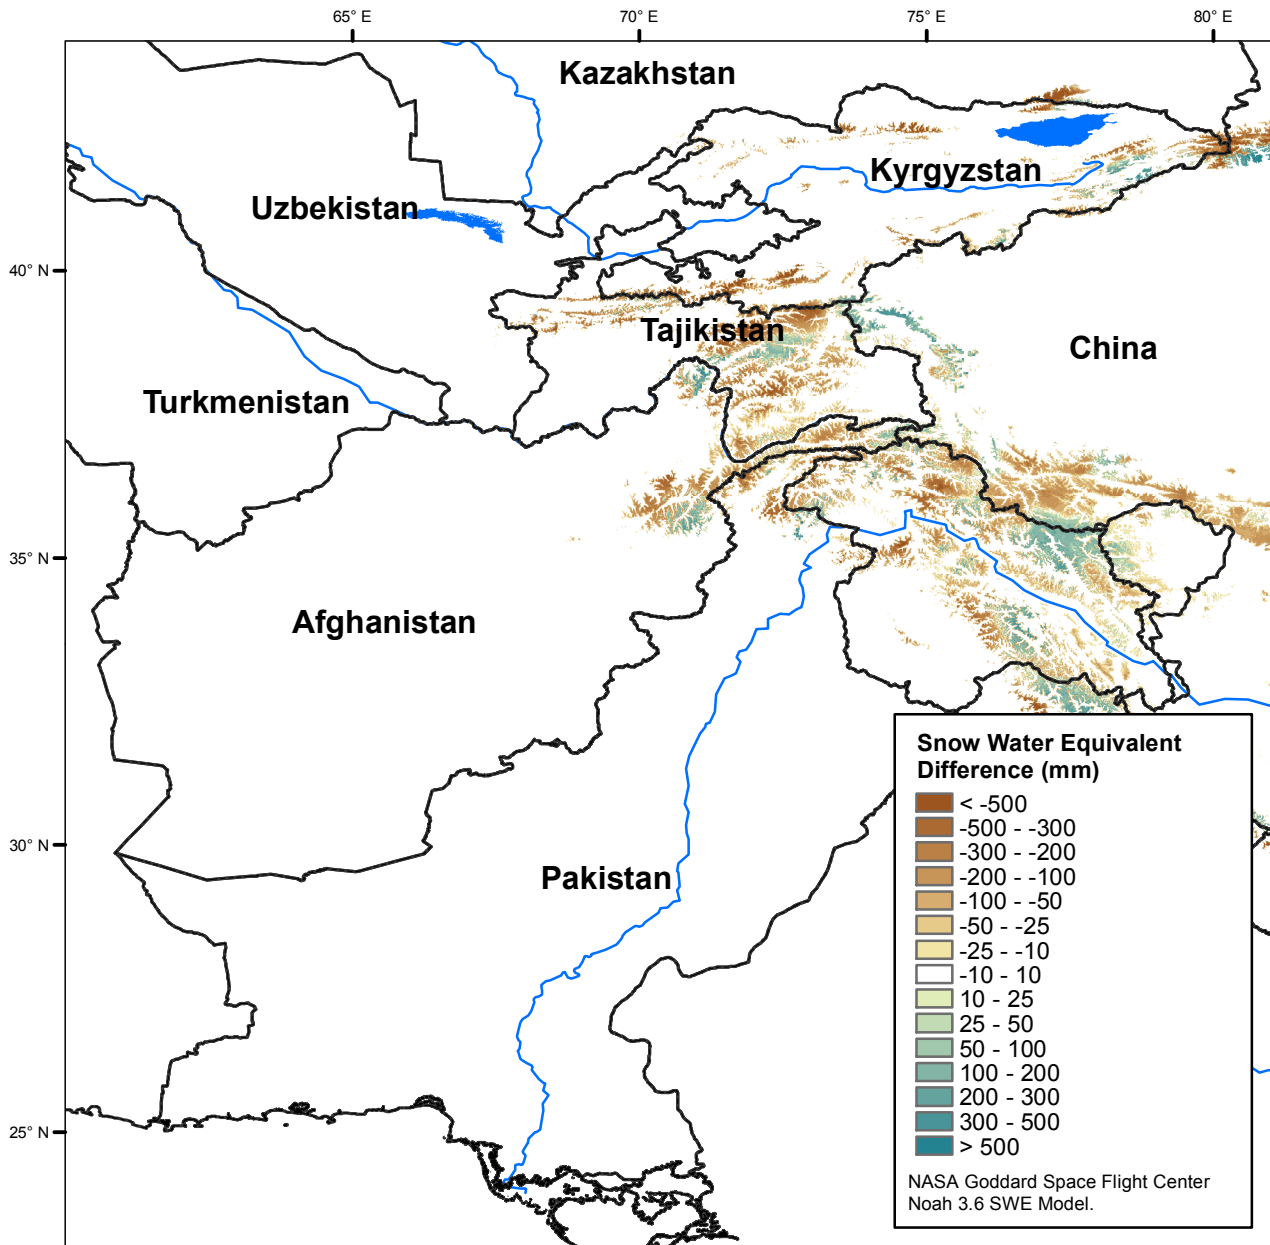 65° E
70° E
75° E
80° E
Kazakhstan
Kyrgyzstan
Uzbekistan
40° N
Tajikistan
China
Turkmenistan
35° N
Afghanistan
30° N
Pakistan
25° N
Snow Water Equivalent
Difference (mm)
< -500
-500 - -300
-300 - -200
-200 - -100
-100 - -50
-50 - -25
-25 - -10
-10 - 10
10 - 25
25 - 50
50 - 100
100 - 200
200 - 300
300 - 500
> 500
NASA Goddard Space Flight Center
Noah 3.6 SWE Model.